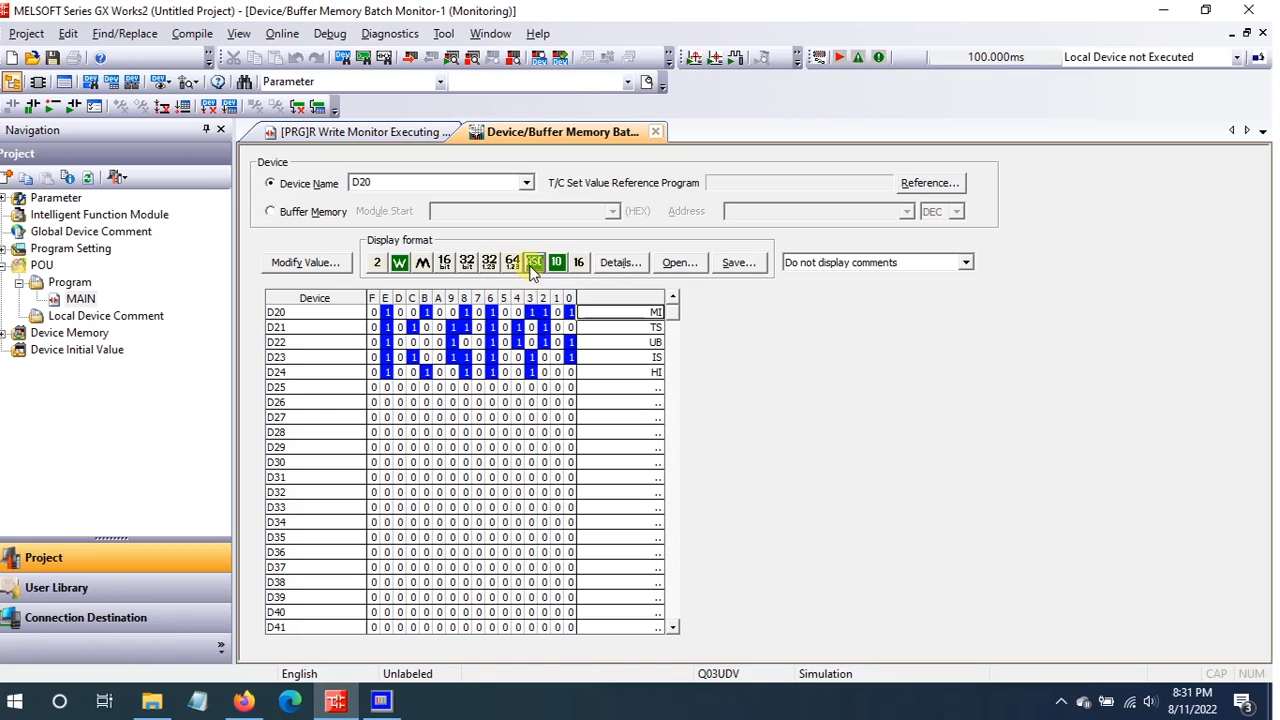 MELSOFT Series GX Works2 (Untitled Project) - [Device/Buffer Memory Batch Monitor-1 (Monitoring)]
Project Edit Find/Replace Compile View Online Debug Diagnostics Tool Window Help
100.000ms Local Device not Executed
Parameter
Navigation
[PRG]R Write Monitor Executing ... Device/Buffer Memory Bat...
Project
Parameter
Intelligent Function Module
Global Device Comment
Program Setting
POU
Program
MAIN
Local Device Comment
Device Memory
Device Initial Value
Device
Device Name D20 T/C Set Value Reference Program Reference...
Buffer Memory Module Start (HEX) Address DEC
Display format
Modify Value... 2 W M 16 bit 32 bit 32 1.23 64 1.23 ASC 10 16 Details... Open... Save... Do not display comments
Device F E D C B A 9 8 7 6 5 4 3 2 1 0
D20 0 1 0 0 1 0 0 1 0 1 0 0 1 1 0 1 MI
D21 0 1 0 1 0 0 1 1 0 1 0 1 0 1 0 0 TS
D22 0 1 0 0 0 0 1 0 0 1 0 1 0 1 0 1 UB
D23 0 1 0 1 0 0 1 1 0 1 0 0 1 0 0 1 IS
D24 0 1 0 0 1 0 0 1 0 1 0 0 1 0 0 0 HI
D25 0 0 0 0 0 0 0 0 0 0 0 0 0 0 0 0 ..
D26 0 0 0 0 0 0 0 0 0 0 0 0 0 0 0 0 ..
D27 0 0 0 0 0 0 0 0 0 0 0 0 0 0 0 0 ..
D28 0 0 0 0 0 0 0 0 0 0 0 0 0 0 0 0 ..
D29 0 0 0 0 0 0 0 0 0 0 0 0 0 0 0 0 ..
D30 0 0 0 0 0 0 0 0 0 0 0 0 0 0 0 0 ..
D31 0 0 0 0 0 0 0 0 0 0 0 0 0 0 0 0 ..
D32 0 0 0 0 0 0 0 0 0 0 0 0 0 0 0 0 ..
D33 0 0 0 0 0 0 0 0 0 0 0 0 0 0 0 0 ..
D34 0 0 0 0 0 0 0 0 0 0 0 0 0 0 0 0 ..
D35 0 0 0 0 0 0 0 0 0 0 0 0 0 0 0 0 ..
D36 0 0 0 0 0 0 0 0 0 0 0 0 0 0 0 0 ..
D37 0 0 0 0 0 0 0 0 0 0 0 0 0 0 0 0 ..
D38 0 0 0 0 0 0 0 0 0 0 0 0 0 0 0 0 ..
D39 0 0 0 0 0 0 0 0 0 0 0 0 0 0 0 0 ..
D40 0 0 0 0 0 0 0 0 0 0 0 0 0 0 0 0 ..
D41 0 0 0 0 0 0 0 0 0 0 0 0 0 0 0 0 ..
Project
User Library
Connection Destination
English Unlabeled Q03UDV Simulation CAP NUM
8:31 PM
8/11/2022
3